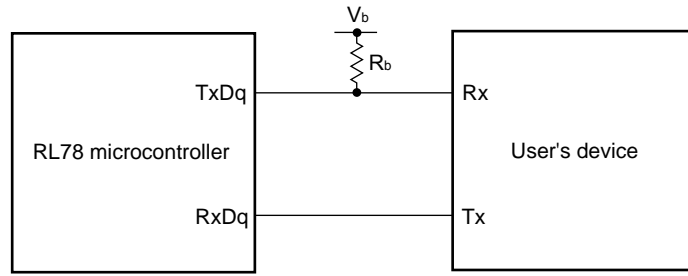 Vb
Rb
TxDq
Rx
RL78 microcontroller
User's device
RxDq
Tx